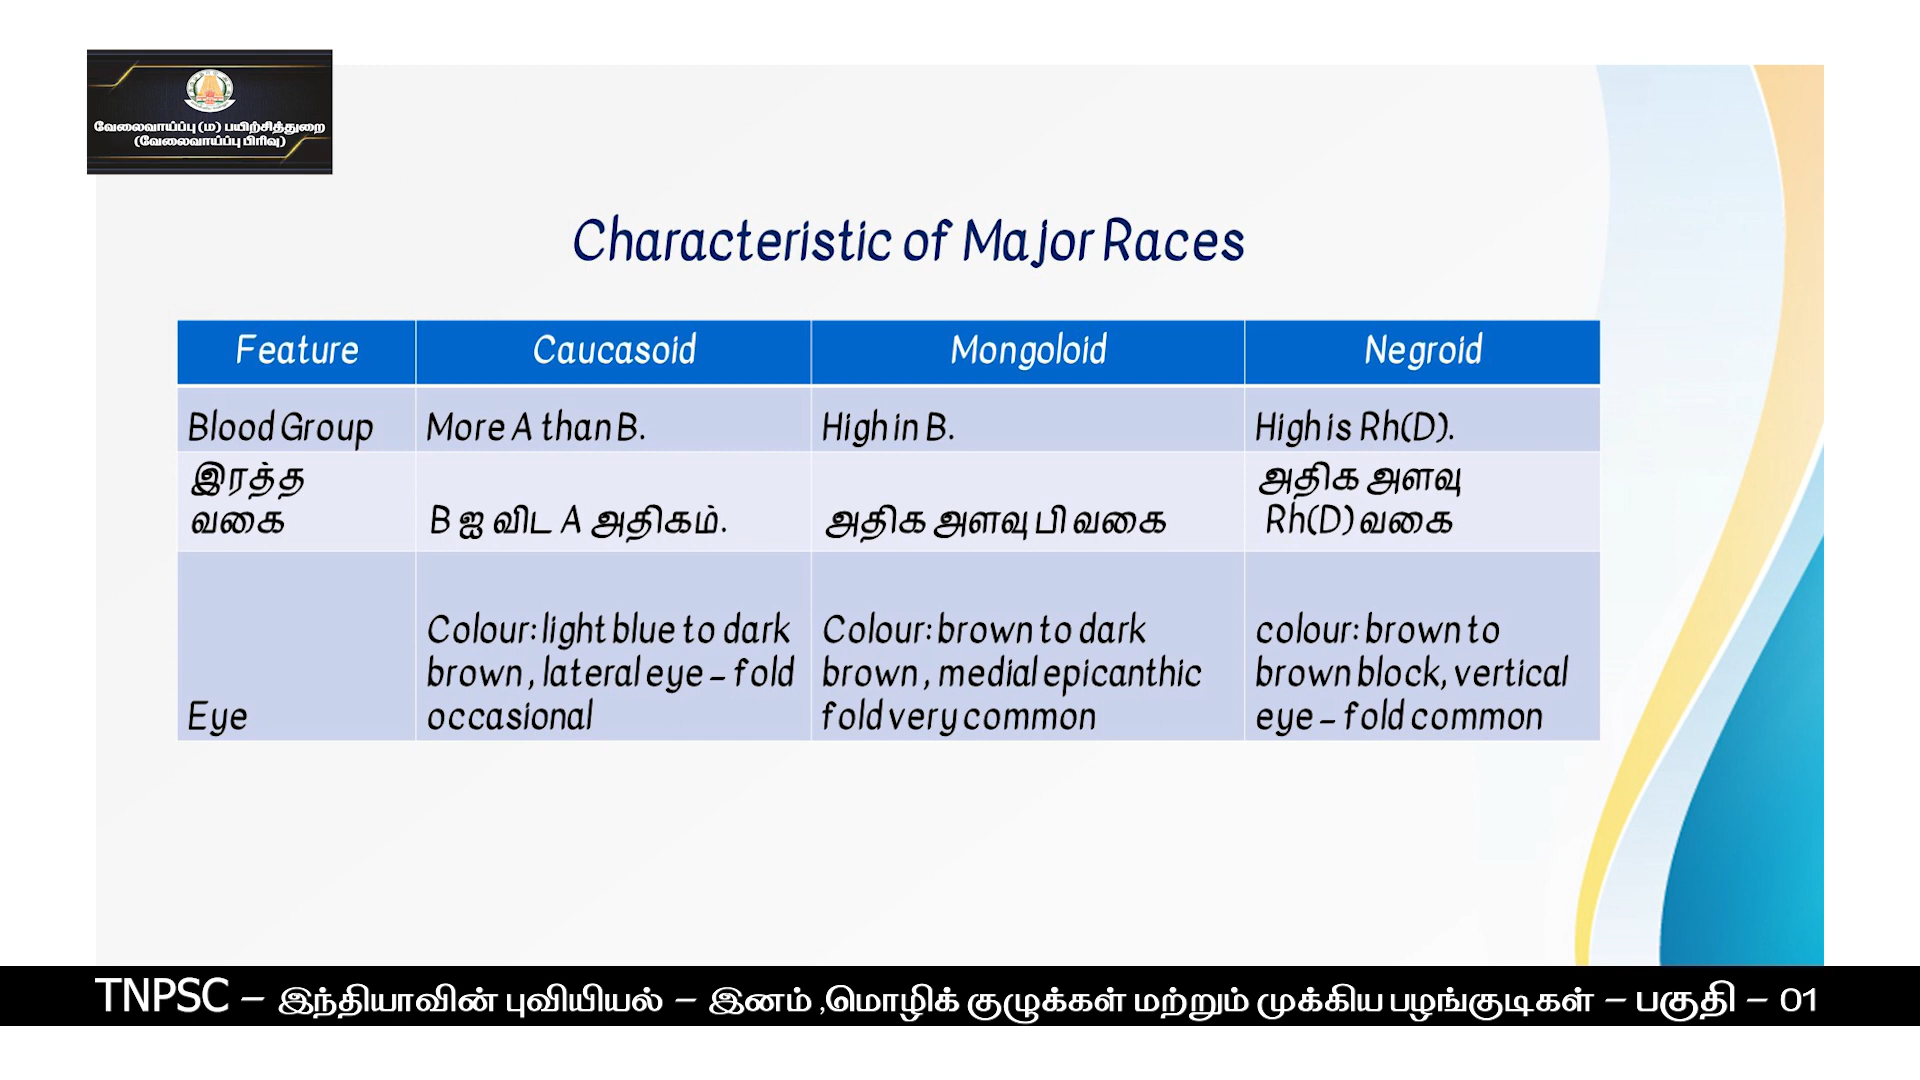 வேலைவாய்ப்பு (ம) பயிற்சித்துறை
(வேலைவாய்ப்பு பிரிவு)
Characteristic of Major Races
Feature Caucasoid Mongoloid Negroid
Blood Group More A than B. High in B. High is Rh(D).
இரத்த வகை B ஐ விட A அதிகம். அதிக அளவு பி வகை அதிக அளவு Rh(D) வகை
Eye
Colour: light blue to dark
brown , lateral eye – fold
occasional
Colour: brown to dark
brown , medial epicanthic
fold very common
colour: brown to
brown block, vertical
eye – fold common
TNPSC – இந்தியாவின் புவியியல் – இனம் ,மொழிக் குழுக்கள் மற்றும் முக்கிய பழங்குடிகள் – பகுதி – 01